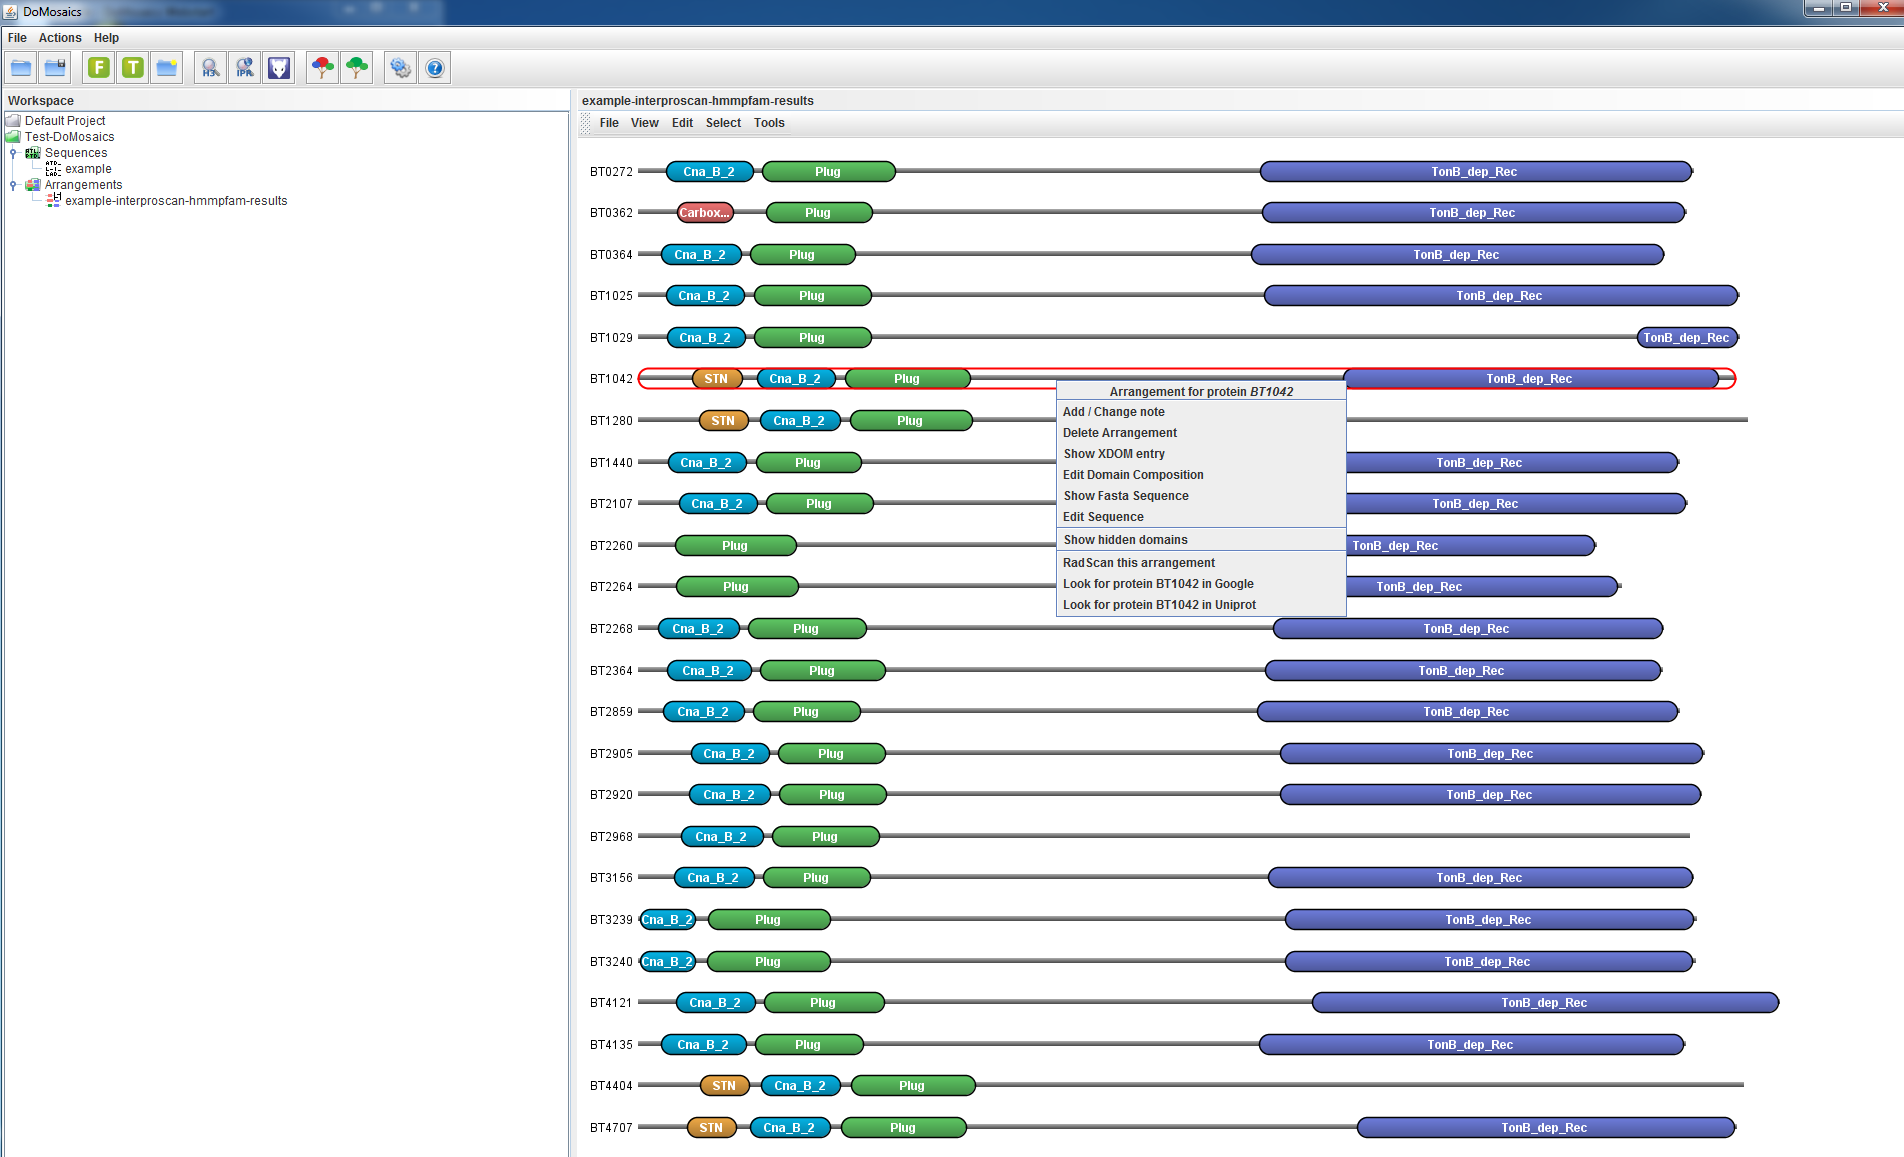 DoMosaics
File Actions Help
F T H3 IPR ?
Workspace
Default Project
Test-DoMosaics
Sequences
example
Arrangements
example-interproscan-hmmpfam-results
example-interproscan-hmmpfam-results
File View Edit Select Tools
BT0272 Cna_B_2 Plug TonB_dep_Rec
BT0362 Carbox... Plug TonB_dep_Rec
BT0364 Cna_B_2 Plug TonB_dep_Rec
BT1025 Cna_B_2 Plug TonB_dep_Rec
BT1029 Cna_B_2 Plug TonB_dep_Rec
BT1042 STN Cna_B_2 Plug TonB_dep_Rec
Arrangement for protein BT1042
Add / Change note
Delete Arrangement
Show XDOM entry
Edit Domain Composition
Show Fasta Sequence
Edit Sequence
Show hidden domains
RadScan this arrangement
Look for protein BT1042 in Google
Look for protein BT1042 in Uniprot
BT1280 STN Cna_B_2 Plug
BT1440 Cna_B_2 Plug TonB_dep_Rec
BT2107 Cna_B_2 Plug TonB_dep_Rec
BT2260 Plug TonB_dep_Rec
BT2264 Plug TonB_dep_Rec
BT2268 Cna_B_2 Plug TonB_dep_Rec
BT2364 Cna_B_2 Plug TonB_dep_Rec
BT2859 Cna_B_2 Plug TonB_dep_Rec
BT2905 Cna_B_2 Plug TonB_dep_Rec
BT2920 Cna_B_2 Plug TonB_dep_Rec
BT2968 Cna_B_2 Plug
BT3156 Cna_B_2 Plug TonB_dep_Rec
BT3239 Cna_B_2 Plug TonB_dep_Rec
BT3240 Cna_B_2 Plug TonB_dep_Rec
BT4121 Cna_B_2 Plug TonB_dep_Rec
BT4135 Cna_B_2 Plug TonB_dep_Rec
BT4404 STN Cna_B_2 Plug
BT4707 STN Cna_B_2 Plug TonB_dep_Rec